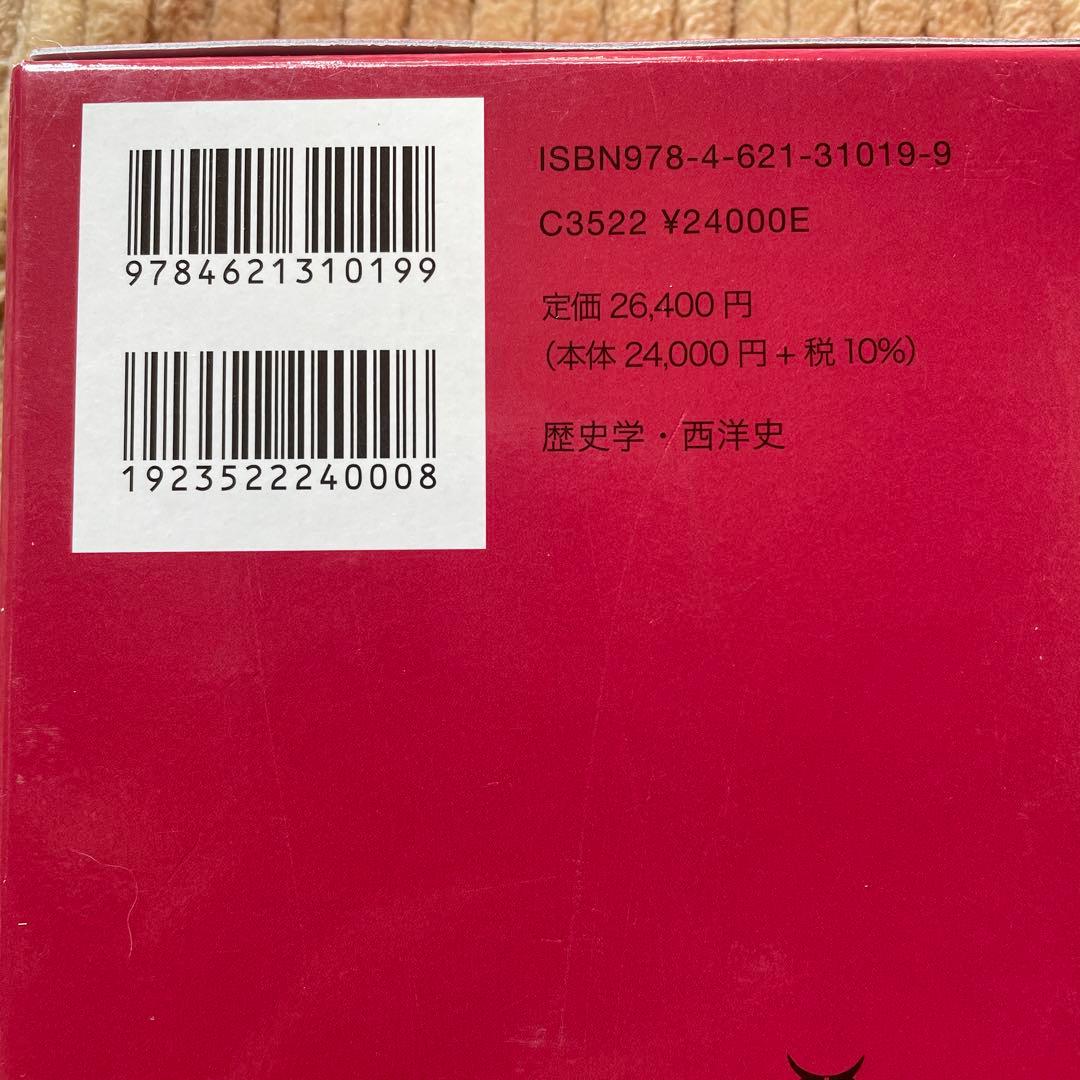 9784621310199
1923522240008
ISBN978-4-621-31019-9
C3522 ¥24000E
定価 26,400 円
(本体 24,000 円 + 税 10%)
歴史学・西洋史